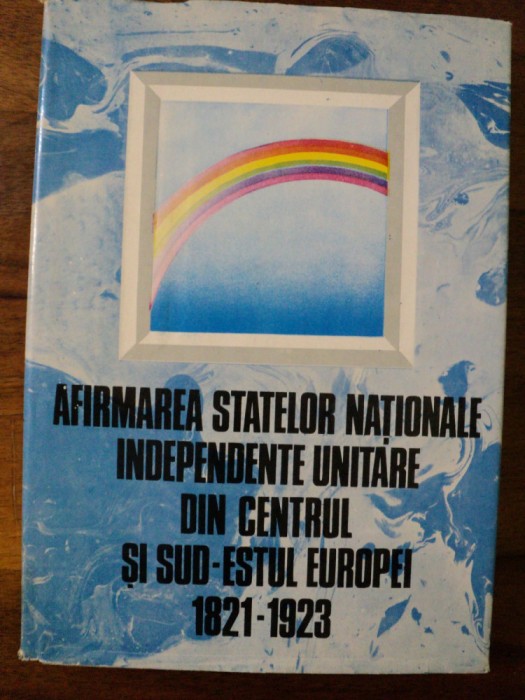 AFIRMAREA STATELOR NAȚIONALE
INDEPENDENTE UNITARE
DIN CENTRUL
ȘI SUD-ESTUL EUROPEI
1821-1923